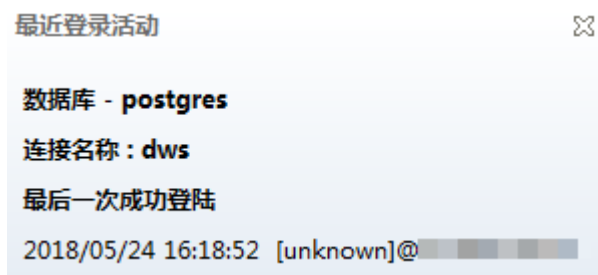 最近登录活动
数据库 - postgres
连接名称 : dws
最后一次成功登陆
2018/05/24 16:18:52 [unknown]@